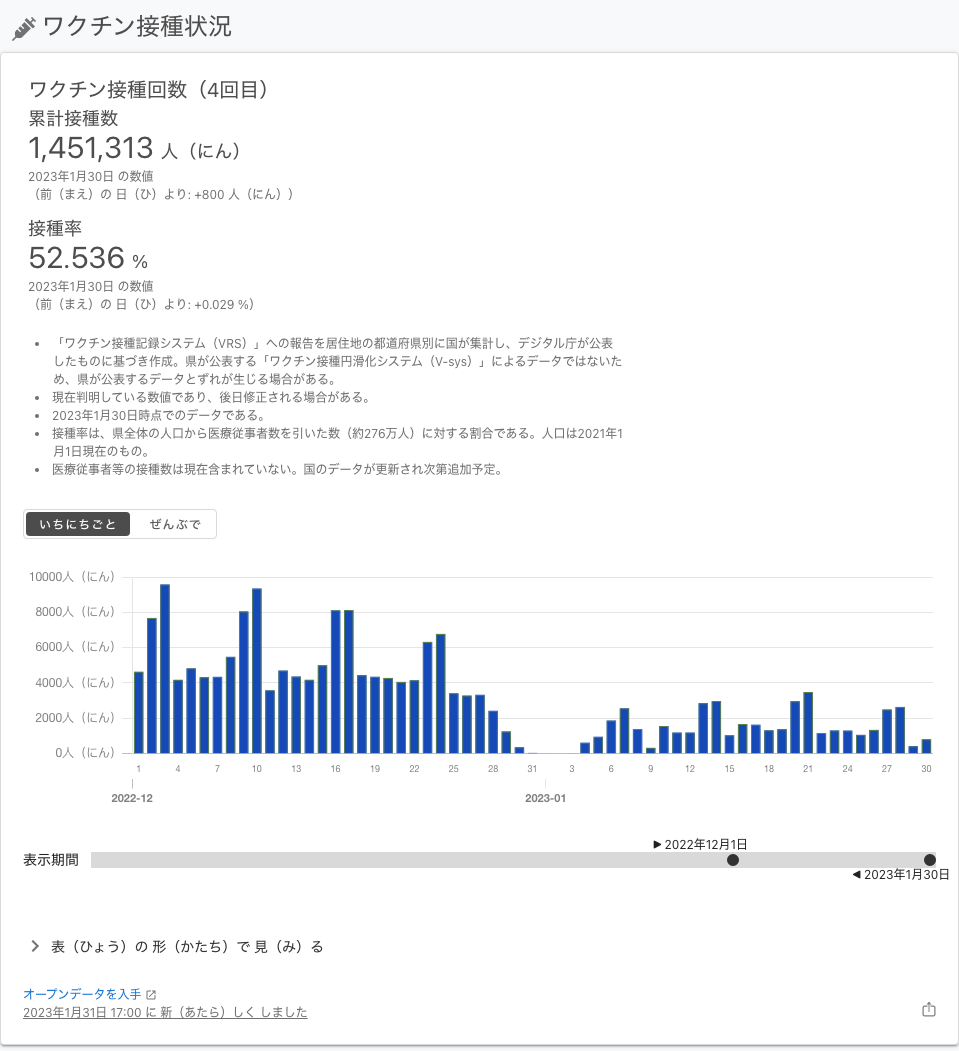 ワクチン接種状況
ワクチン接種回数（4回目）
累計接種数
1,451,313 人（にん）
2023年1月30日 の数値
（前（まえ）の 日（ひ）より: +800 人（にん））
接種率
52.536 %
2023年1月30日 の数値
（前（まえ）の 日（ひ）より: +0.029 %）
• 「ワクチン接種記録システム（VRS）」への報告を居住地の都道府県別に国が集計し、デジタル庁が公表
したものに基づき作成。県が公表する「ワクチン接種円滑化システム（V-sys）」によるデータではないた
め、県が公表するデータとずれが生じる場合がある。
• 現在判明している数値であり、後日修正される場合がある。
• 2023年1月30日時点でのデータである。
• 接種率は、県全体の人口から医療従事者数を引いた数（約276万人）に対する割合である。人口は2021年1
月1日現在のもの。
• 医療従事者等の接種数は現在含まれていない。国のデータが更新され次第追加予定。
いちにちごと ぜんぶで
10000人（にん）
8000人（にん）
6000人（にん）
4000人（にん）
2000人（にん）
0人（にん）
1 4 7 10 13 16 19 22 25 28 31 3 6 9 12 15 18 21 24 27 30
2022-12 2023-01
▶ 2022年12月1日
表示期間
◀ 2023年1月30日
表（ひょう）の 形（かたち）で 見（み）る
オープンデータを入手
2023年1月31日 17:00 に 新（あたら）しく しました